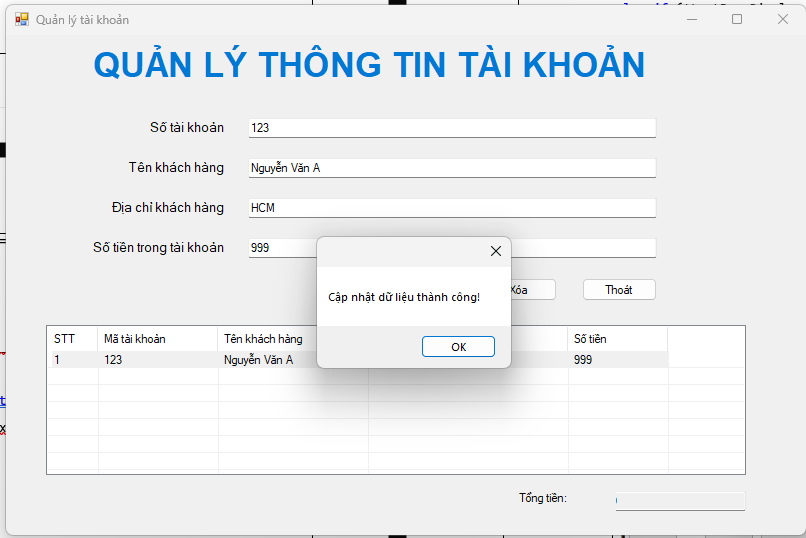 Quản lý tài khoản
QUẢN LÝ THÔNG TIN TÀI KHOẢN
Số tài khoản 123
Tên khách hàng Nguyễn Văn A
Địa chỉ khách hàng HCM
Số tiền trong tài khoản 999
Xóa Thoát
Cập nhật dữ liệu thành công!
OK
STT Mã tài khoản Tên khách hàng Số tiền
1 123 Nguyễn Văn A 999
Tổng tiền: